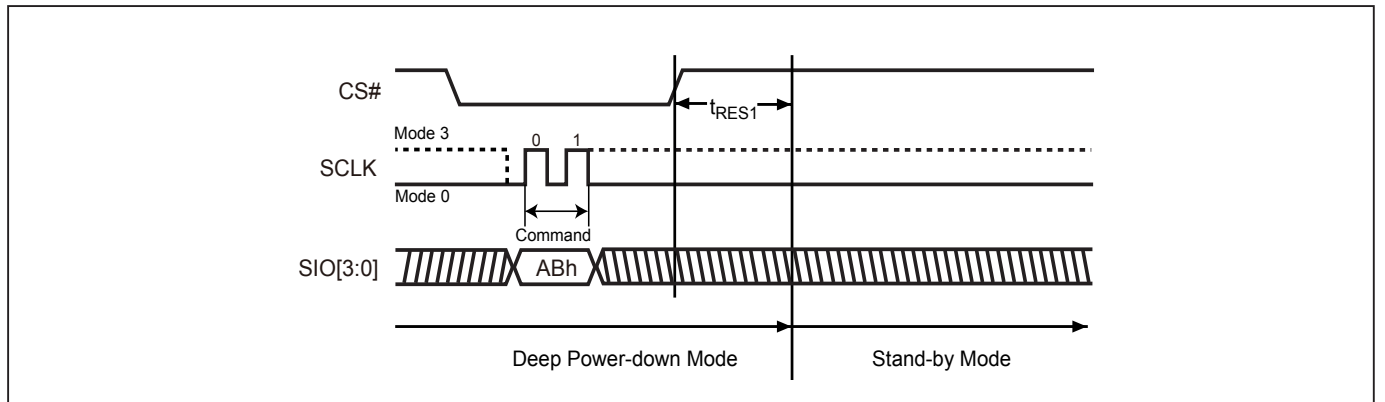 CS#
tRES1
Mode 3
0 1
SCLK
Mode 0
Command
SIO[3:0]
ABh
Deep Power-down Mode
Stand-by Mode